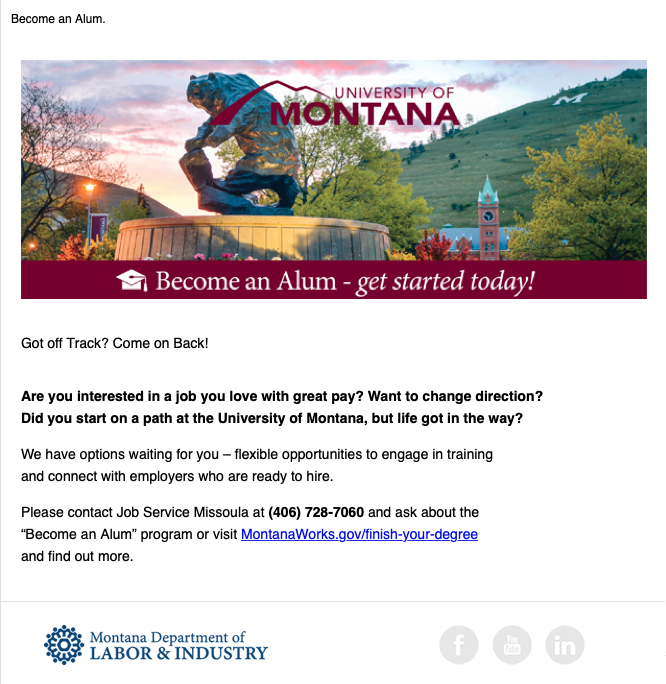 Become an Alum.
UNIVERSITY OF
MONTANA
M
Become an Alum - get started today!
Got off Track? Come on Back!
Are you interested in a job you love with great pay? Want to change direction?
Did you start on a path at the University of Montana, but life got in the way?
We have options waiting for you – flexible opportunities to engage in training
and connect with employers who are ready to hire.
Please contact Job Service Missoula at (406) 728-7060 and ask about the
“Become an Alum” program or visit MontanaWorks.gov/finish-your-degree
and find out more.
Montana Department of
LABOR & INDUSTRY
f
You
Tube
in